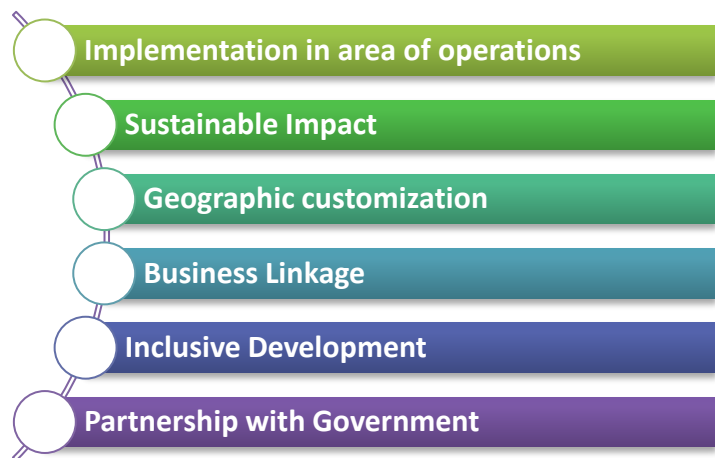 Implementation in area of operations
Sustainable Impact
Geographic customization
Business Linkage
Inclusive Development
Partnership with Government